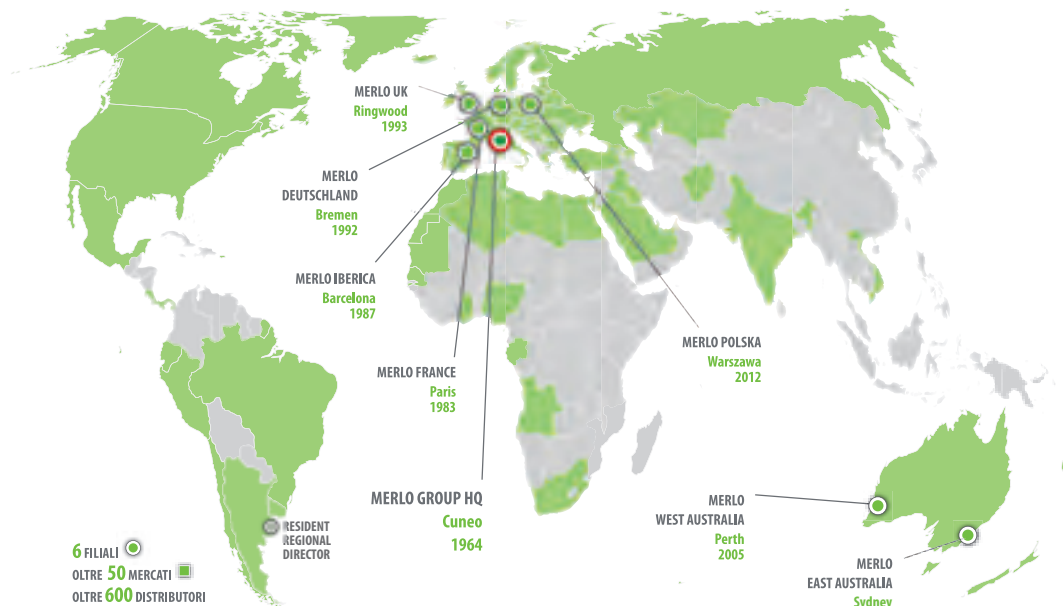 MERLO UK
Ringwood
1993
MERLO
DEUTSCHLAND
Bremen
1992
MERLO IBERICA
Barcelona
1987
MERLO FRANCE
Paris
1983
MERLO GROUP HQ
Cuneo
1964
MERLO POLSKA
Warszawa
2012
MERLO
WEST AUSTRALIA
Perth
2005
MERLO
EAST AUSTRALIA
Sydney
RESIDENT
REGIONAL
DIRECTOR
6 FILIALI
OLTRE 50 MERCATI
OLTRE 600 DISTRIBUTORI